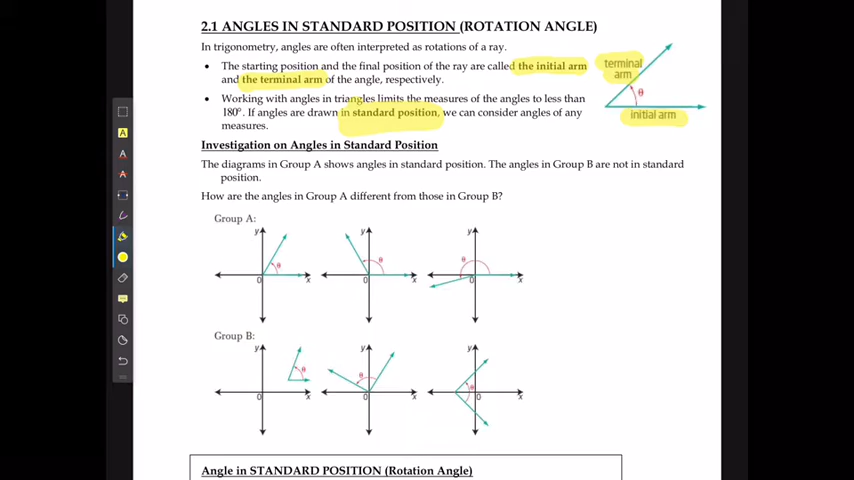 2.1 ANGLES IN STANDARD POSITION (ROTATION ANGLE)
In trigonometry, angles are often interpreted as rotations of a ray.
• The starting position and the final position of the ray are called the initial arm
and the terminal arm of the angle, respectively.
• Working with angles in triangles limits the measures of the angles to less than
180°. If angles are drawn in standard position, we can consider angles of any
measures.
terminal
arm
θ
initial arm
Investigation on Angles in Standard Position
The diagrams in Group A shows angles in standard position. The angles in Group B are not in standard
position.
How are the angles in Group A different from those in Group B?
Group A:
y θ 0 x
y θ 0 x
y θ 0 x
Group B:
y θ 0 x
y θ 0 x
y θ 0 x
Angle in STANDARD POSITION (Rotation Angle)